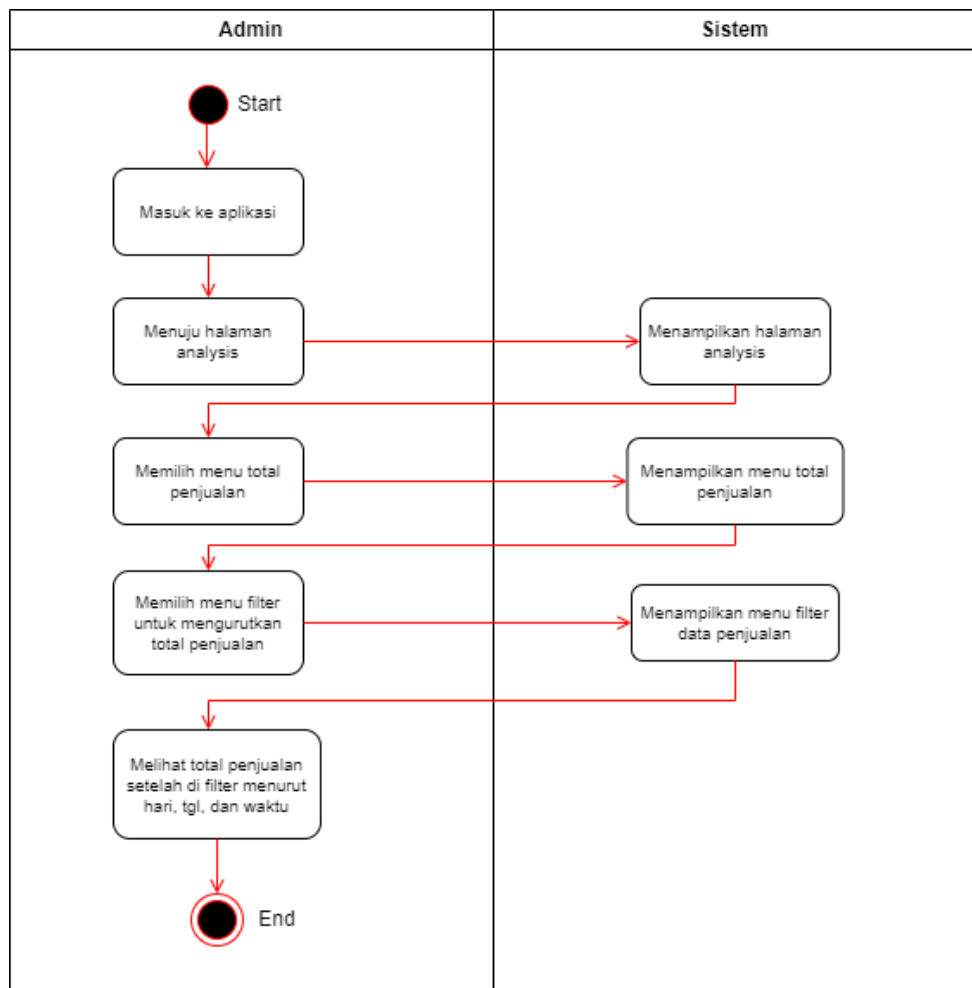 Admin
Sistem
Start
Masuk ke aplikasi
Menuju halaman
analysis
Menampilkan halaman
analysis
Memilih menu total
penjualan
Menampilkan menu total
penjualan
Memilih menu filter
untuk mengurutkan
total penjualan
Menampilkan menu filter
data penjualan
Melihat total penjualan
setelah di filter menurut
hari, tgl, dan waktu
End